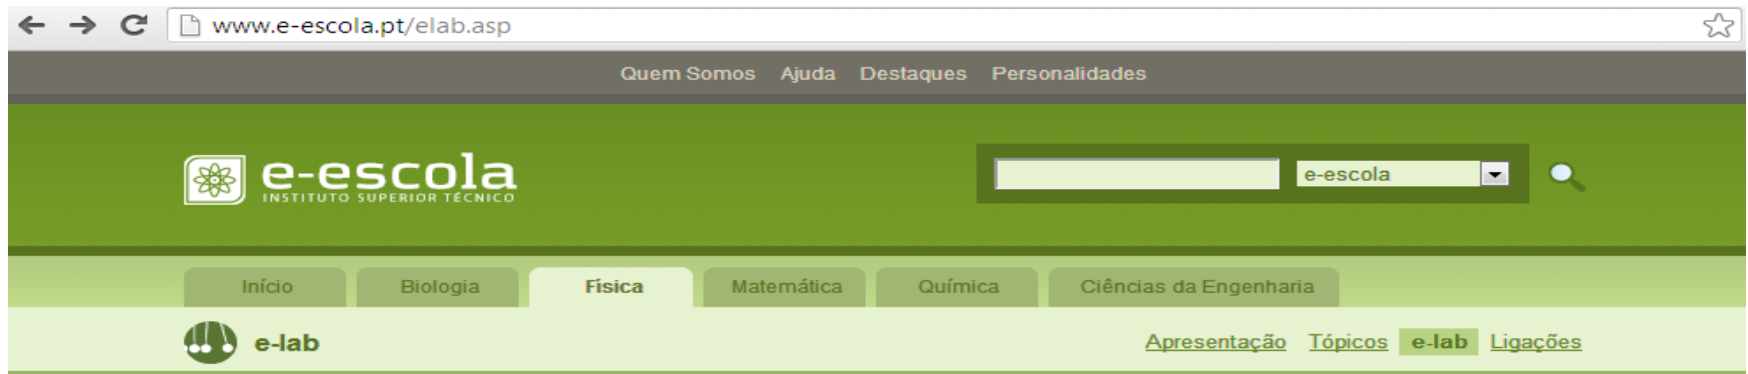 www.e-escola.pt/elab.asp
Quem Somos Ajuda Destaques Personalidades
e-escola
INSTITUTO SUPERIOR TÉCNICO
e-escola
Início Biologia Física Matemática Química Ciências da Engenharia
e-lab Apresentação Tópicos e-lab Ligações